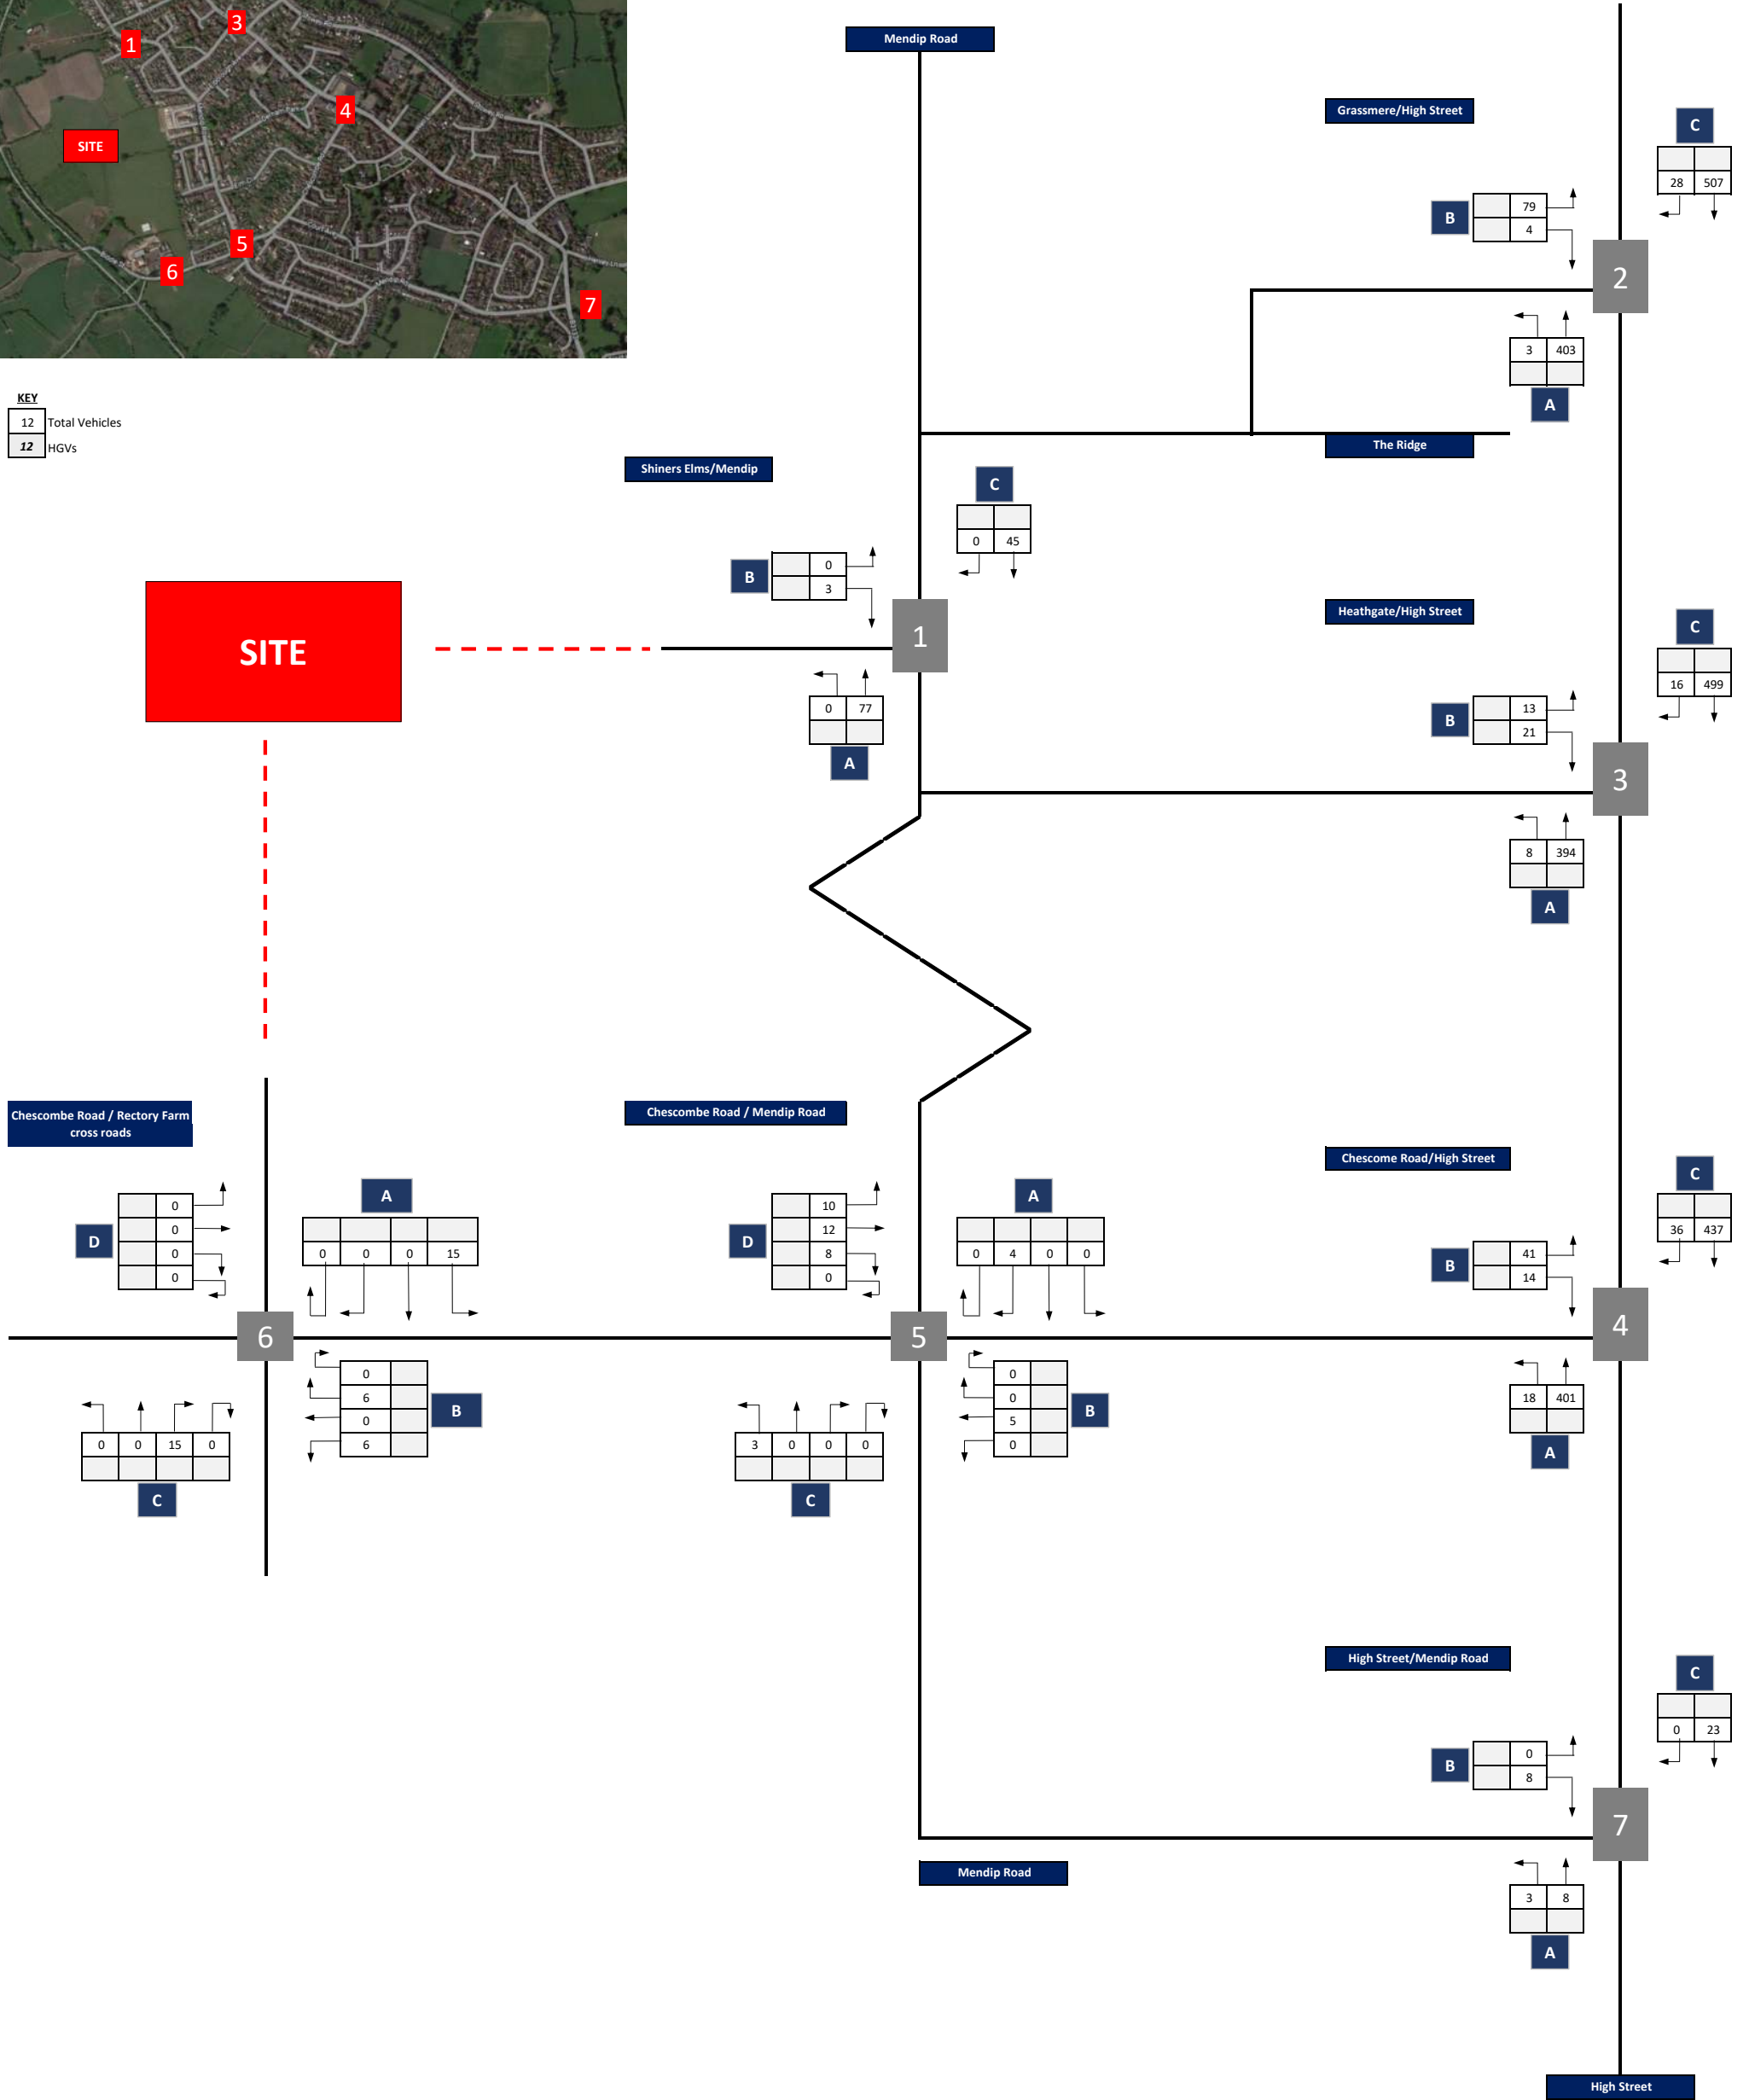 3
1
4
SITE
5
6
7
KEY
12 Total Vehicles
12 HGVs
Mendip Road
Grassmere/High Street
C
28 507
B
79
4
2
3 403
A
The Ridge
Shiners Elms/Mendip
C
0 45
B
0
3
1
0 77
A
SITE
Heathgate/High Street
C
16 499
B
13
21
3
8 394
A
Chescombe Road / Rectory Farm
cross roads
D
0
0
0
0
A
0 0 0 15
6
0
6
0
6
B
0 0 15 0
C
Chescombe Road / Mendip Road
D
10
12
8
0
A
0 4 0 0
5
0
0
5
0
B
3 0 0 0
C
Chescome Road/High Street
C
36 437
B
41
14
4
18 401
A
High Street/Mendip Road
C
0 23
B
0
8
7
Mendip Road
3 8
A
High Street